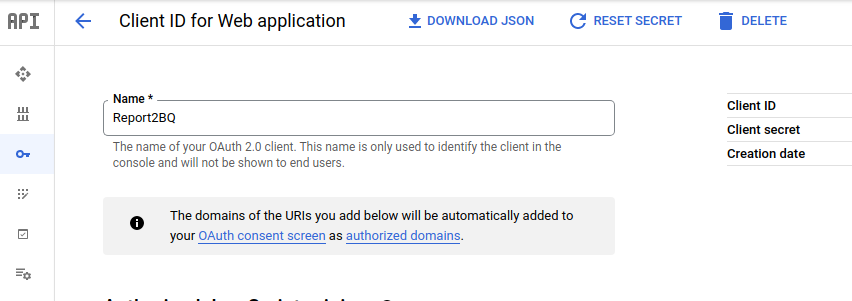 API
Client ID for Web application
DOWNLOAD JSON
RESET SECRET
DELETE
Name *
Report2BQ
The name of your OAuth 2.0 client. This name is only used to identify the client in the
console and will not be shown to end users.
Client ID
Client secret
Creation date
The domains of the URIs you add below will be automatically added to
your OAuth consent screen as authorized domains.